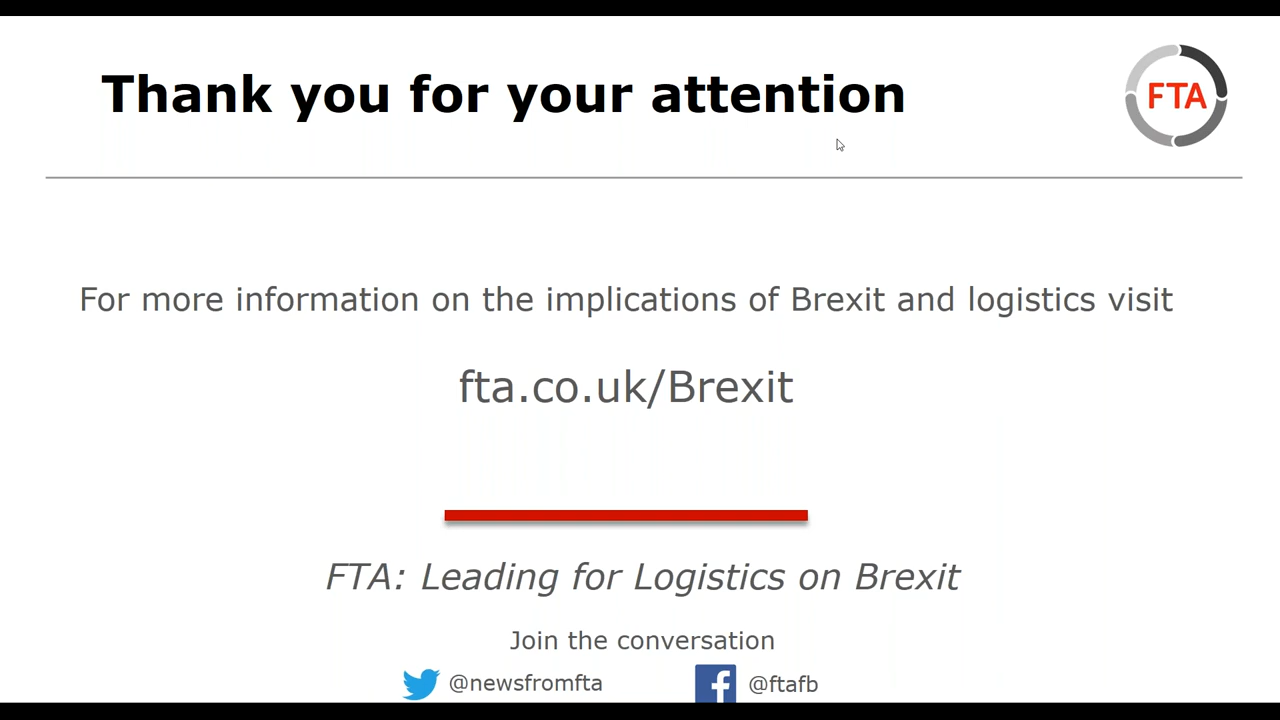 Thank you for your attention
FTA
For more information on the implications of Brexit and logistics visit
fta.co.uk/Brexit
FTA: Leading for Logistics on Brexit
Join the conversation
@newsfromfta
@ftafb